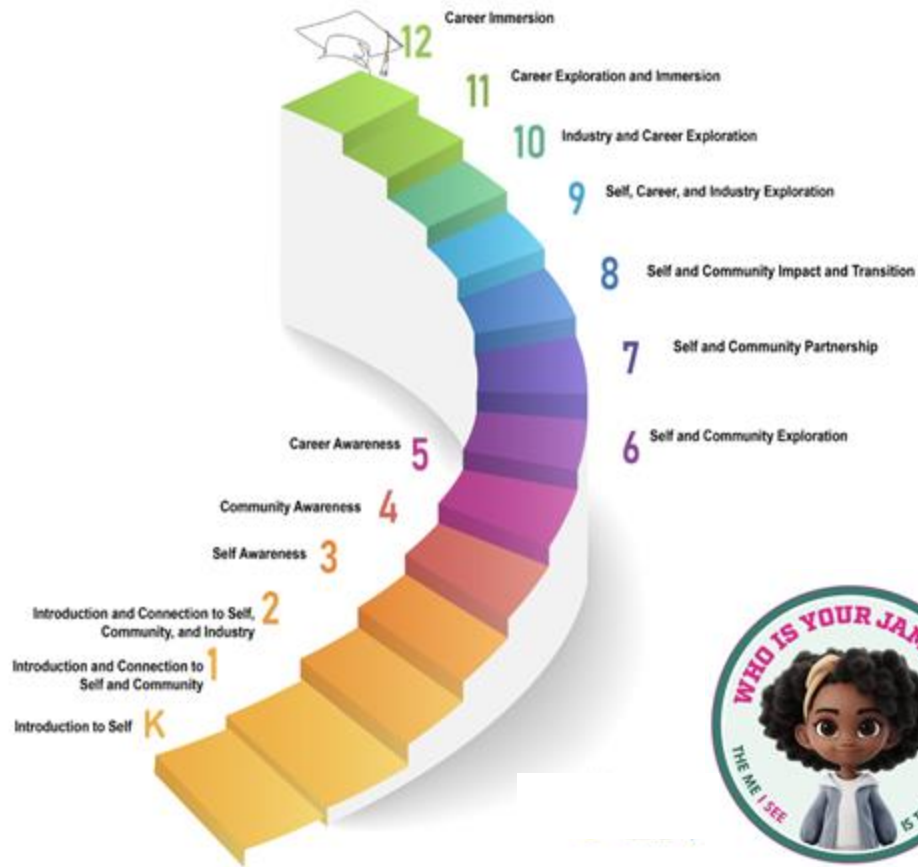 12 Career Immersion
11 Career Exploration and Immersion
10 Industry and Career Exploration
9 Self, Career, and Industry Exploration
8 Self and Community Impact and Transition
7 Self and Community Partnership
6 Self and Community Exploration
Career Awareness 5
Community Awareness 4
Self Awareness 3
Introduction and Connection to Self, 2
Community, and Industry
Introduction and Connection to 1
Self and Community
Introduction to Self K
WHO IS YOUR
THE ME I SEE
IS